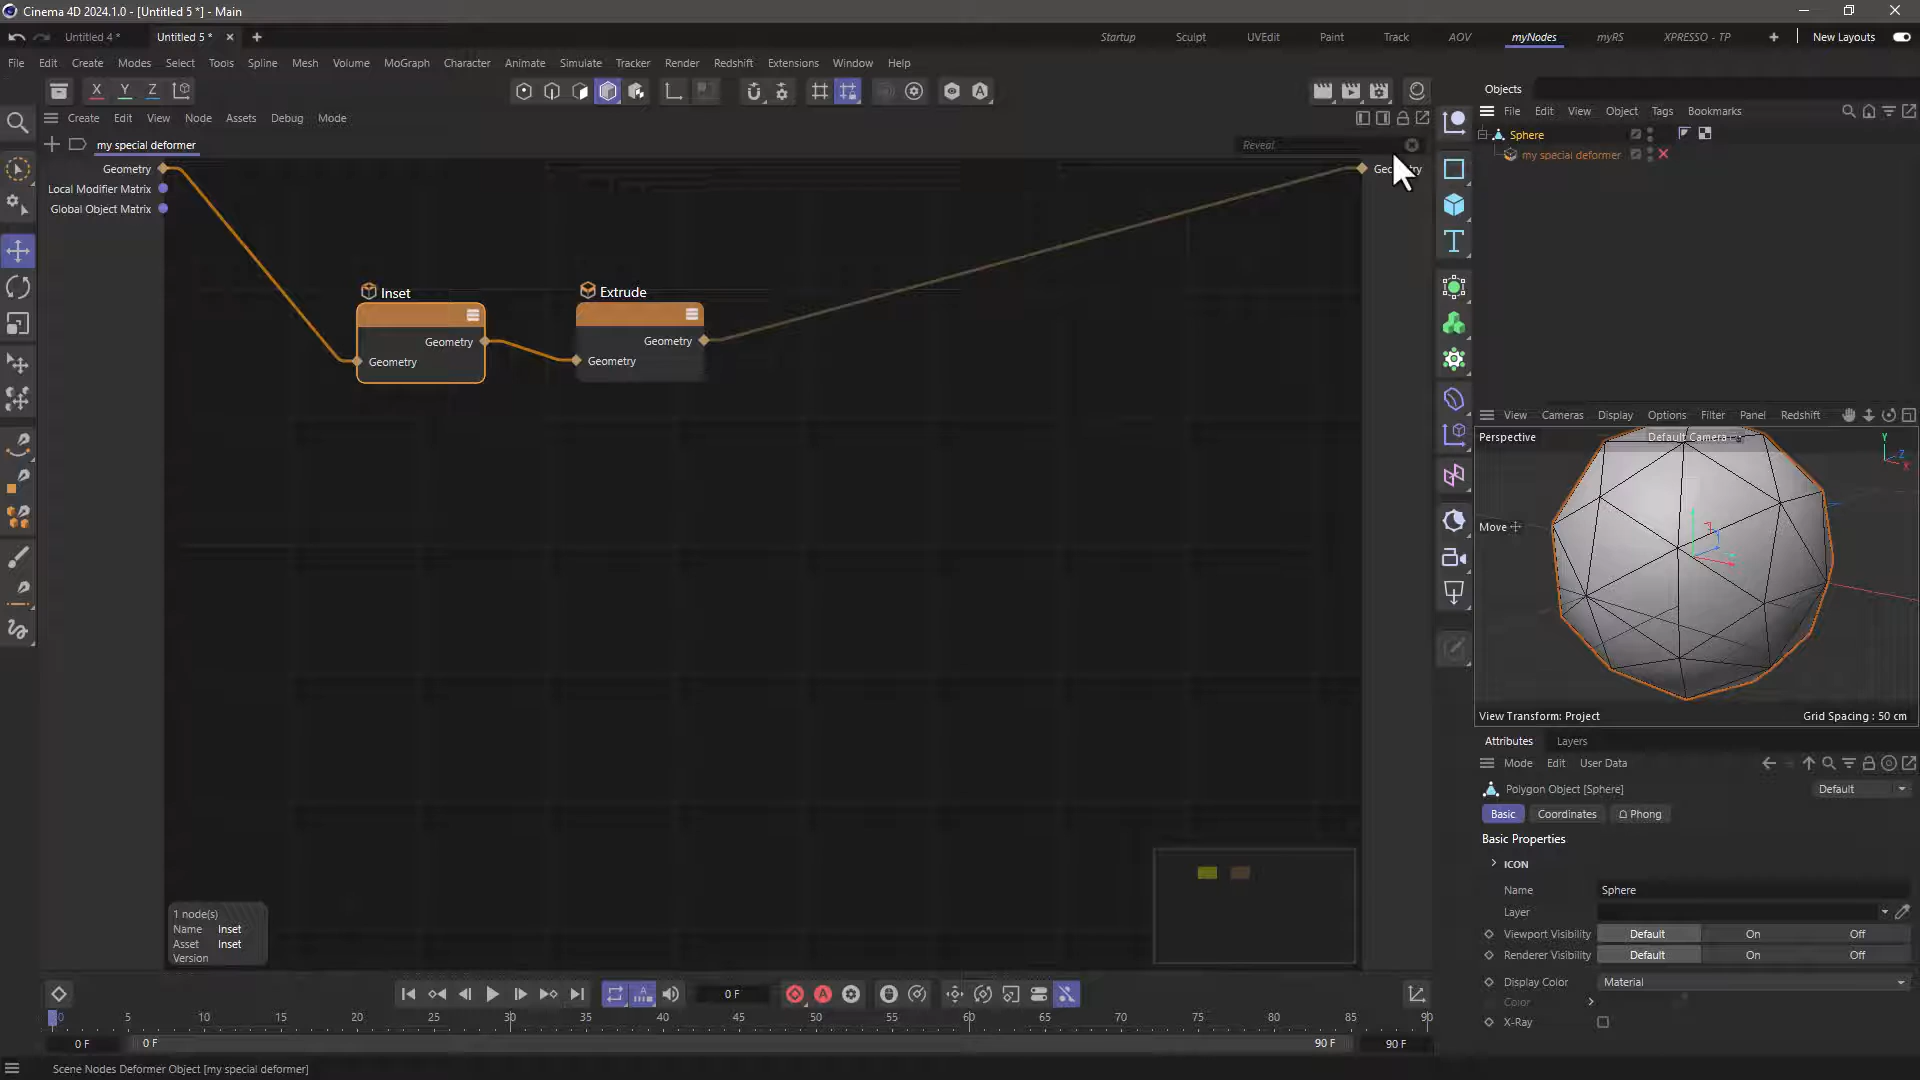 Cinema 4D 2024.1.0 - [Untitled 5 *] - Main
Untitled 4 *
Untitled 5 *
Startup
Sculpt
UVEdit
Paint
Track
AOV
myNodes
myRS
XPRESSO - TP
New Layouts
File Edit Create Modes Select Tools Spline Mesh Volume MoGraph Character Animate Simulate Tracker Render Redshift Extensions Window Help
X Y Z
Create Edit View Node Assets Debug Mode
my special deformer
Reveal
Geometry
Local Modifier Matrix
Global Object Matrix
Inset
Geometry
Geometry
Extrude
Geometry
Geometry
1 node(s)
Name Inset
Asset Inset
Version
Objects
File Edit View Object Tags Bookmarks
Sphere
my special deformer
View Cameras Display Options Filter Panel Redshift
Perspective
Default Camera
Y
Z
X
Move
View Transform: Project
Grid Spacing : 50 cm
Attributes Layers
Mode Edit User Data
Polygon Object [Sphere]
Default
Basic Coordinates Phong
Basic Properties
ICON
Name Sphere
Layer
Viewport Visibility Default On Off
Renderer Visibility Default On Off
Display Color Material
Color
X-Ray
0 F
0 5 10 15 20 25 30 35 40 45 50 55 60 65 70 75 80 85 90
0 F 0 F 90 F 90 F
Scene Nodes Deformer Object [my special deformer]